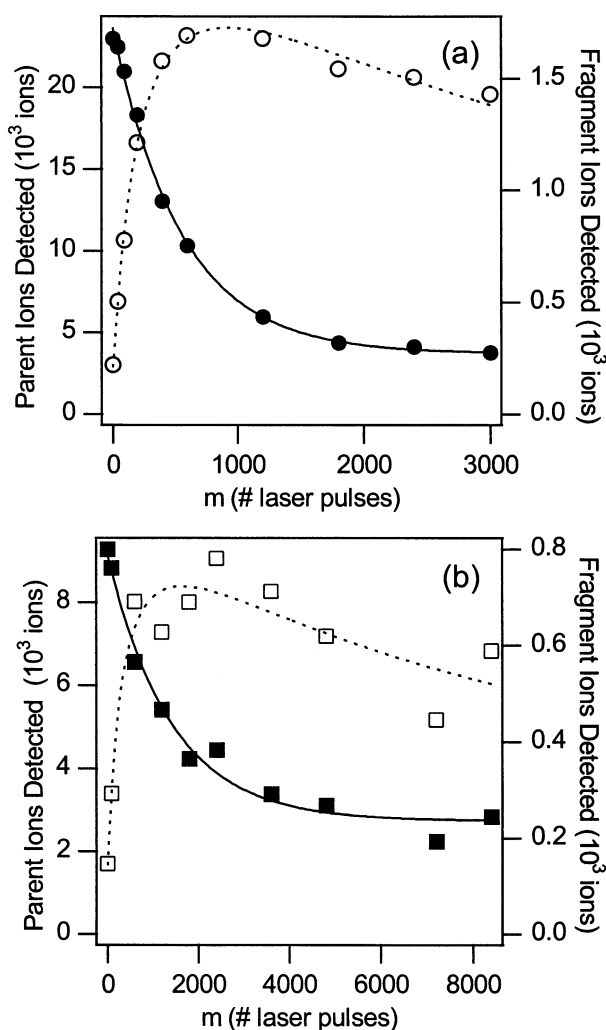 (a)
Parent Ions Detected (10³ ions)
20
15
10
5
0
Fragment Ions Detected (10³ ions)
1.5
1.0
0.5
0.0
0 1000 2000 3000
m (# laser pulses)
(b)
Parent Ions Detected (10³ ions)
8
6
4
2
0
Fragment Ions Detected (10³ ions)
0.8
0.6
0.4
0.2
0.0
0 2000 4000 6000 8000
m (# laser pulses)